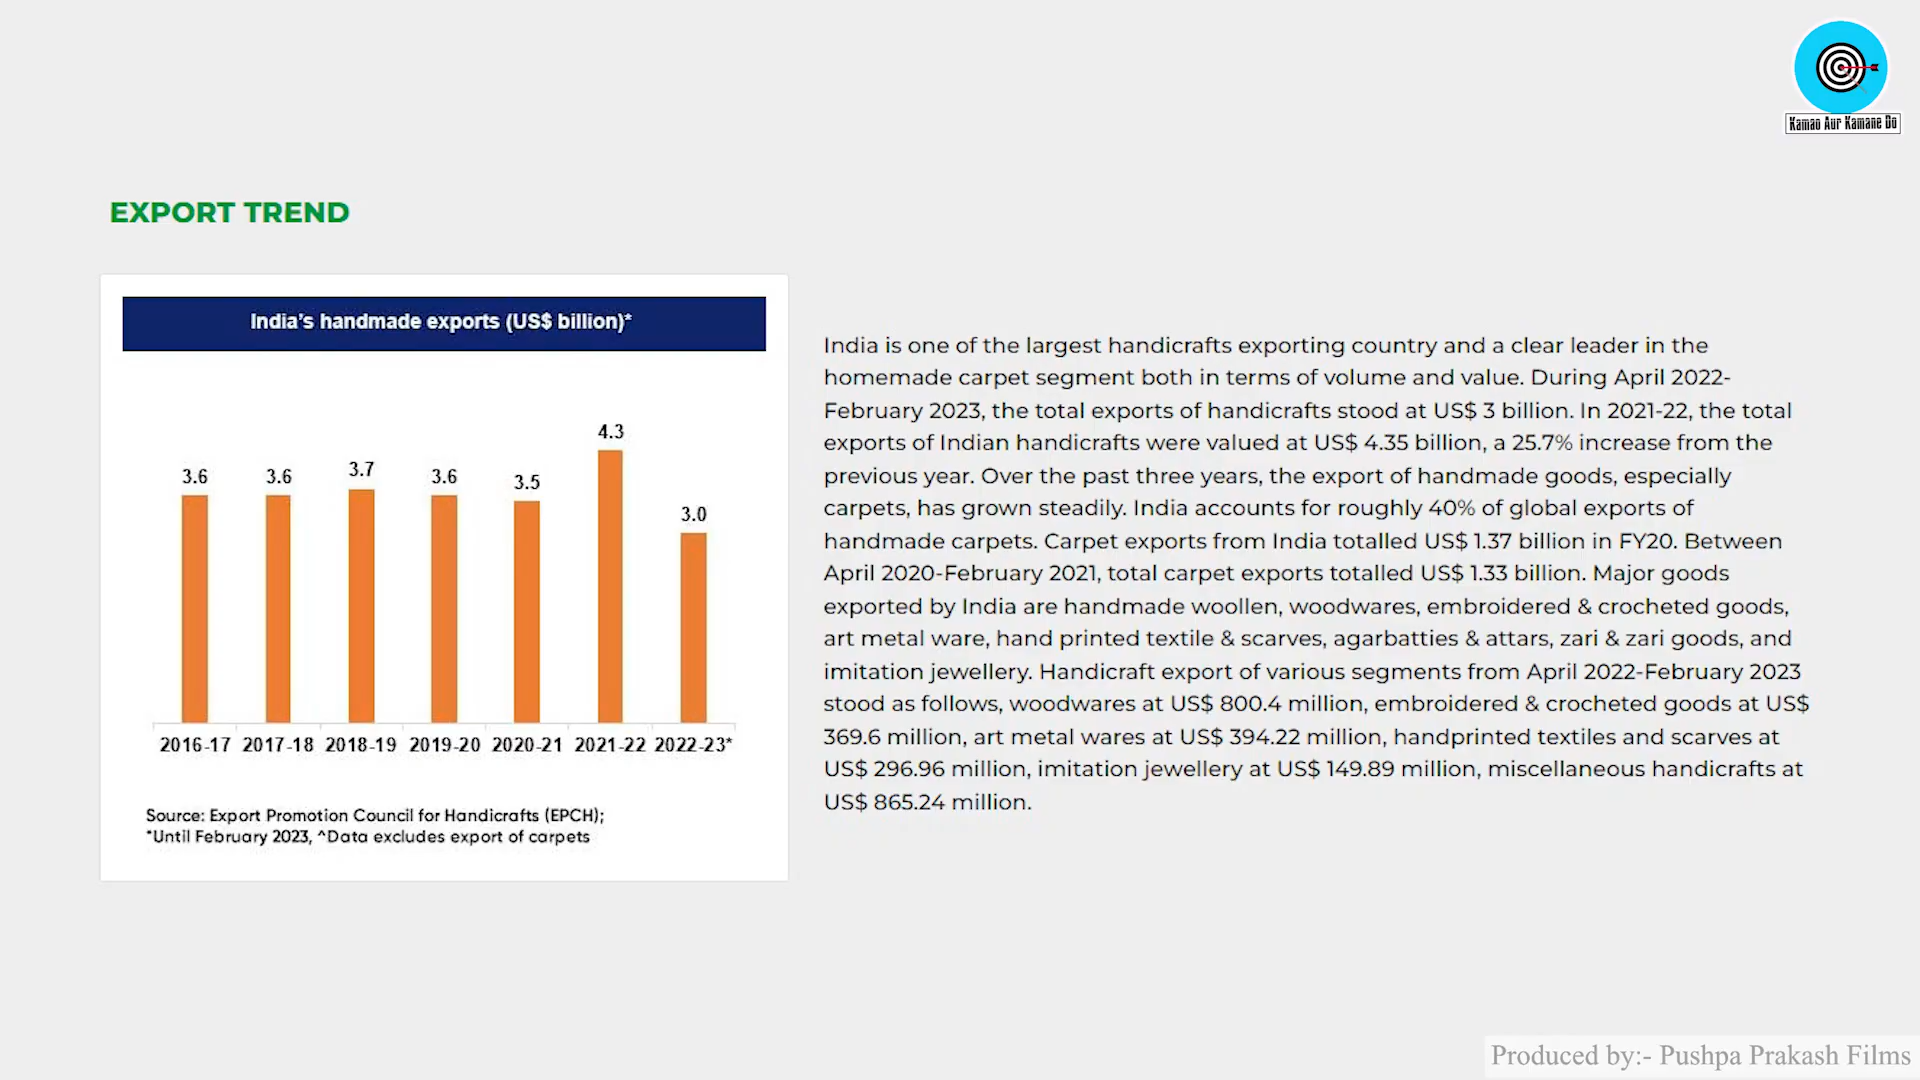 Kamao Aur Kamane Do
EXPORT TREND
India's handmade exports (US$ billion)*
3.6
3.6
3.7
3.6
3.5
4.3
3.0
2016-17 2017-18 2018-19 2019-20 2020-21 2021-22 2022-23*
Source: Export Promotion Council for Handicrafts (EPCH);
*Until February 2023, ^Data excludes export of carpets
India is one of the largest handicrafts exporting country and a clear leader in the
homemade carpet segment both in terms of volume and value. During April 2022-
February 2023, the total exports of handicrafts stood at US$ 3 billion. In 2021-22, the total
exports of Indian handicrafts were valued at US$ 4.35 billion, a 25.7% increase from the
previous year. Over the past three years, the export of handmade goods, especially
carpets, has grown steadily. India accounts for roughly 40% of global exports of
handmade carpets. Carpet exports from India totalled US$ 1.37 billion in FY20. Between
April 2020-February 2021, total carpet exports totalled US$ 1.33 billion. Major goods
exported by India are handmade woollen, woodwares, embroidered & crocheted goods,
art metal ware, hand printed textile & scarves, agarbatties & attars, zari & zari goods, and
imitation jewellery. Handicraft export of various segments from April 2022-February 2023
stood as follows, woodwares at US$ 800.4 million, embroidered & crocheted goods at US$
369.6 million, art metal wares at US$ 394.22 million, handprinted textiles and scarves at
US$ 296.96 million, imitation jewellery at US$ 149.89 million, miscellaneous handicrafts at
US$ 865.24 million.
Produced by:- Pushpa Prakash Films